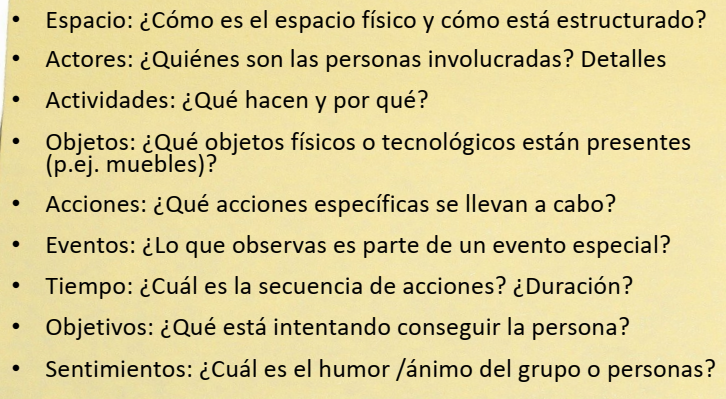 • Espacio: ¿Cómo es el espacio físico y cómo está estructurado?
• Actores: ¿Quiénes son las personas involucradas? Detalles
• Actividades: ¿Qué hacen y por qué?
• Objetos: ¿Qué objetos físicos o tecnológicos están presentes
(p.ej. muebles)?
• Acciones: ¿Qué acciones específicas se llevan a cabo?
• Eventos: ¿Lo que observas es parte de un evento especial?
• Tiempo: ¿Cuál es la secuencia de acciones? ¿Duración?
• Objetivos: ¿Qué está intentando conseguir la persona?
• Sentimientos: ¿Cuál es el humor /ánimo del grupo o personas?